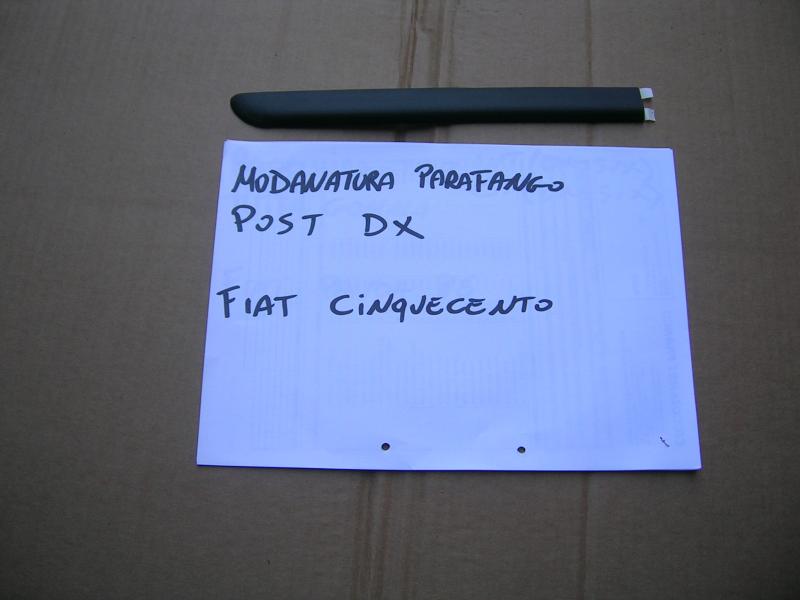 MODANATURA PARAFANGO
POST DX
FIAT CINQUECENTO